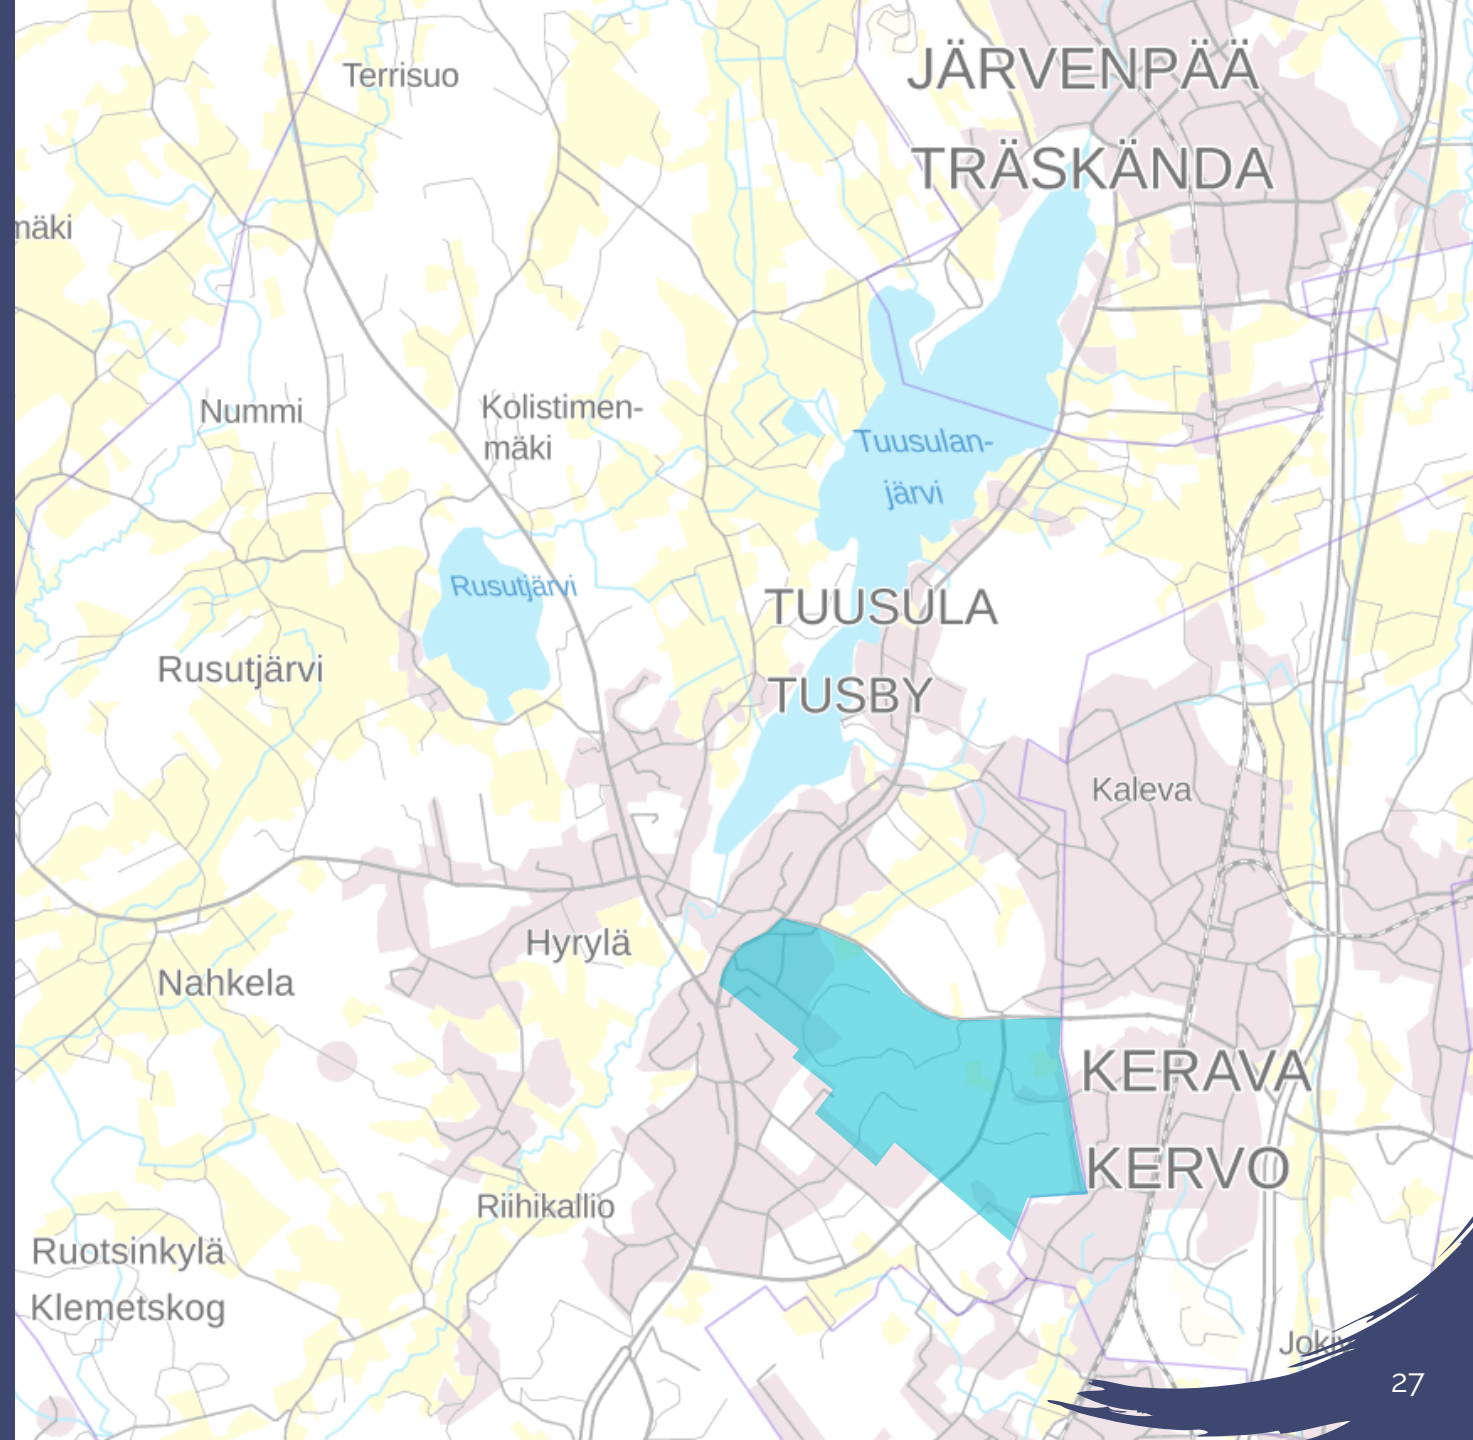 JÄRVENPÄÄ
Terrisuo
TRÄSKÄNDA
mäki
Nummi
Kolistimen-
mäki
Tuusulan-
järvi
Rusutjärvi
TUUSULA
Rusutjärvi
TUSBY
Kaleva
Hyrylä
Nahkela
KERAVA
KERVO
Riihikallio
Ruotsinkylä
Klemetskog
27